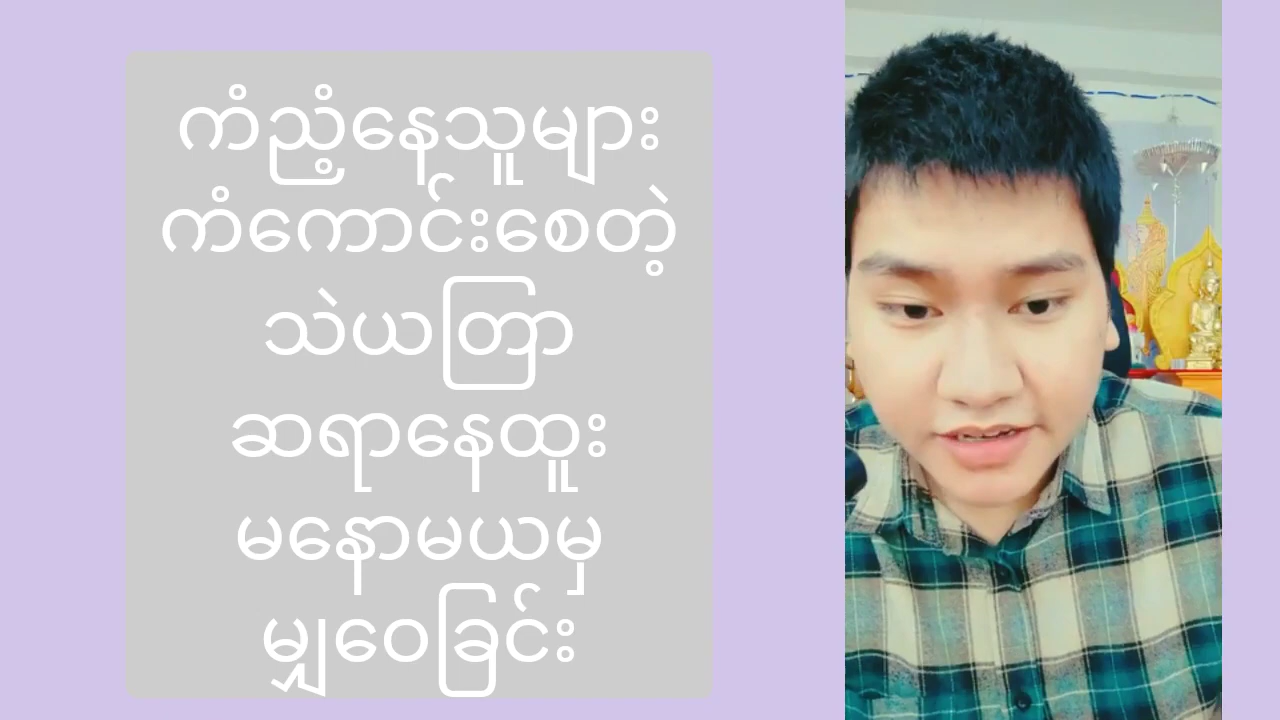 ကံညံ့နေသူများ
ကံကောင်းစေတဲ့
သဲယတြာ
ဆရာနေထူး
မနောမယမှ
မျှဝေခြင်း